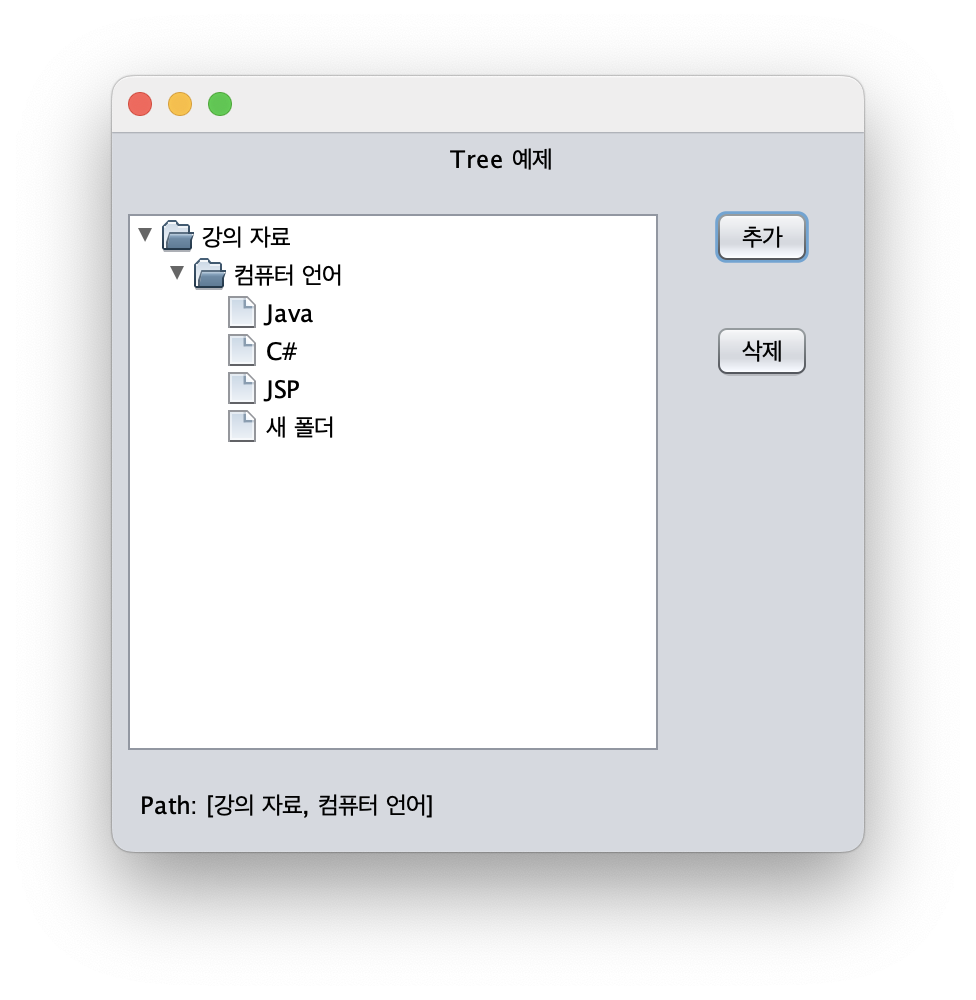 Tree 예제
강의 자료
추가
컴퓨터 언어
Java
C#
삭제
JSP
새 폴더
Path: [강의 자료, 컴퓨터 언어]